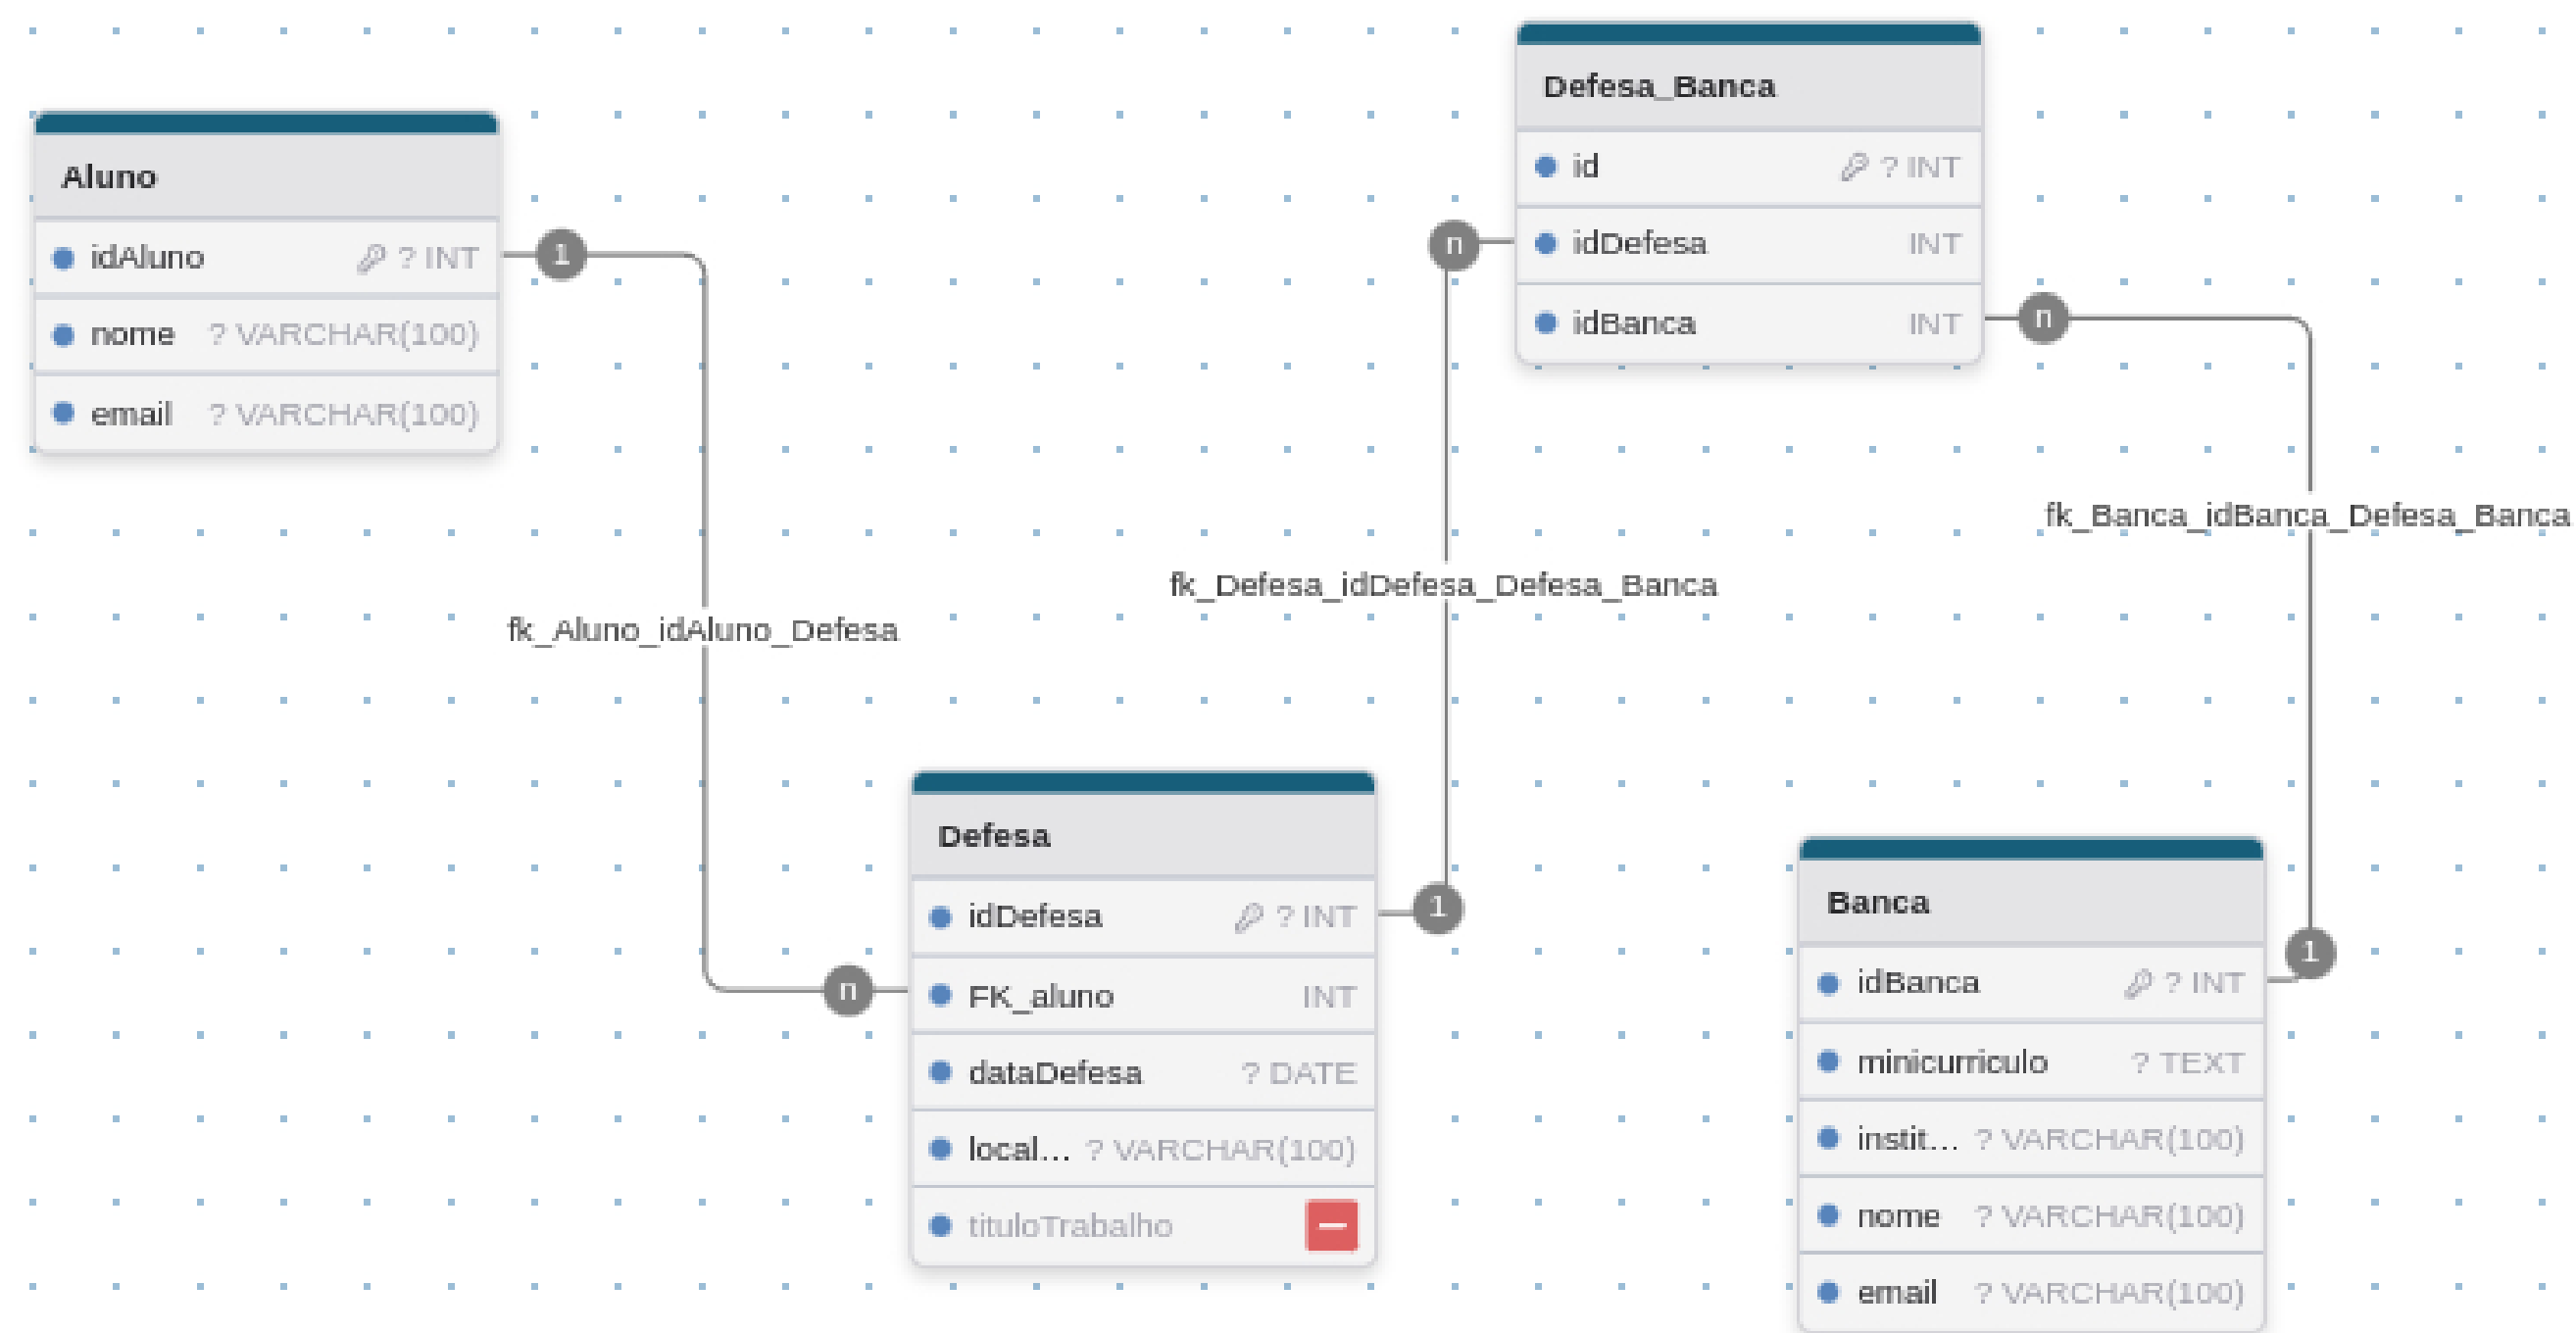 Aluno
idAluno ? INT
nome ? VARCHAR(100)
email ? VARCHAR(100)
1
fk_Aluno_idAluno_Defesa
n
Defesa
idDefesa ? INT
FK_aluno INT
dataDefesa ? DATE
local... ? VARCHAR(100)
tituloTrabalho
1
fk_Defesa_idDefesa_Defesa_Banca
n
Defesa_Banca
id ? INT
idDefesa INT
idBanca INT
n
fk_Banca_idBanca_Defesa_Banca
1
Banca
idBanca ? INT
minicurriculo ? TEXT
instit... ? VARCHAR(100)
nome ? VARCHAR(100)
email ? VARCHAR(100)